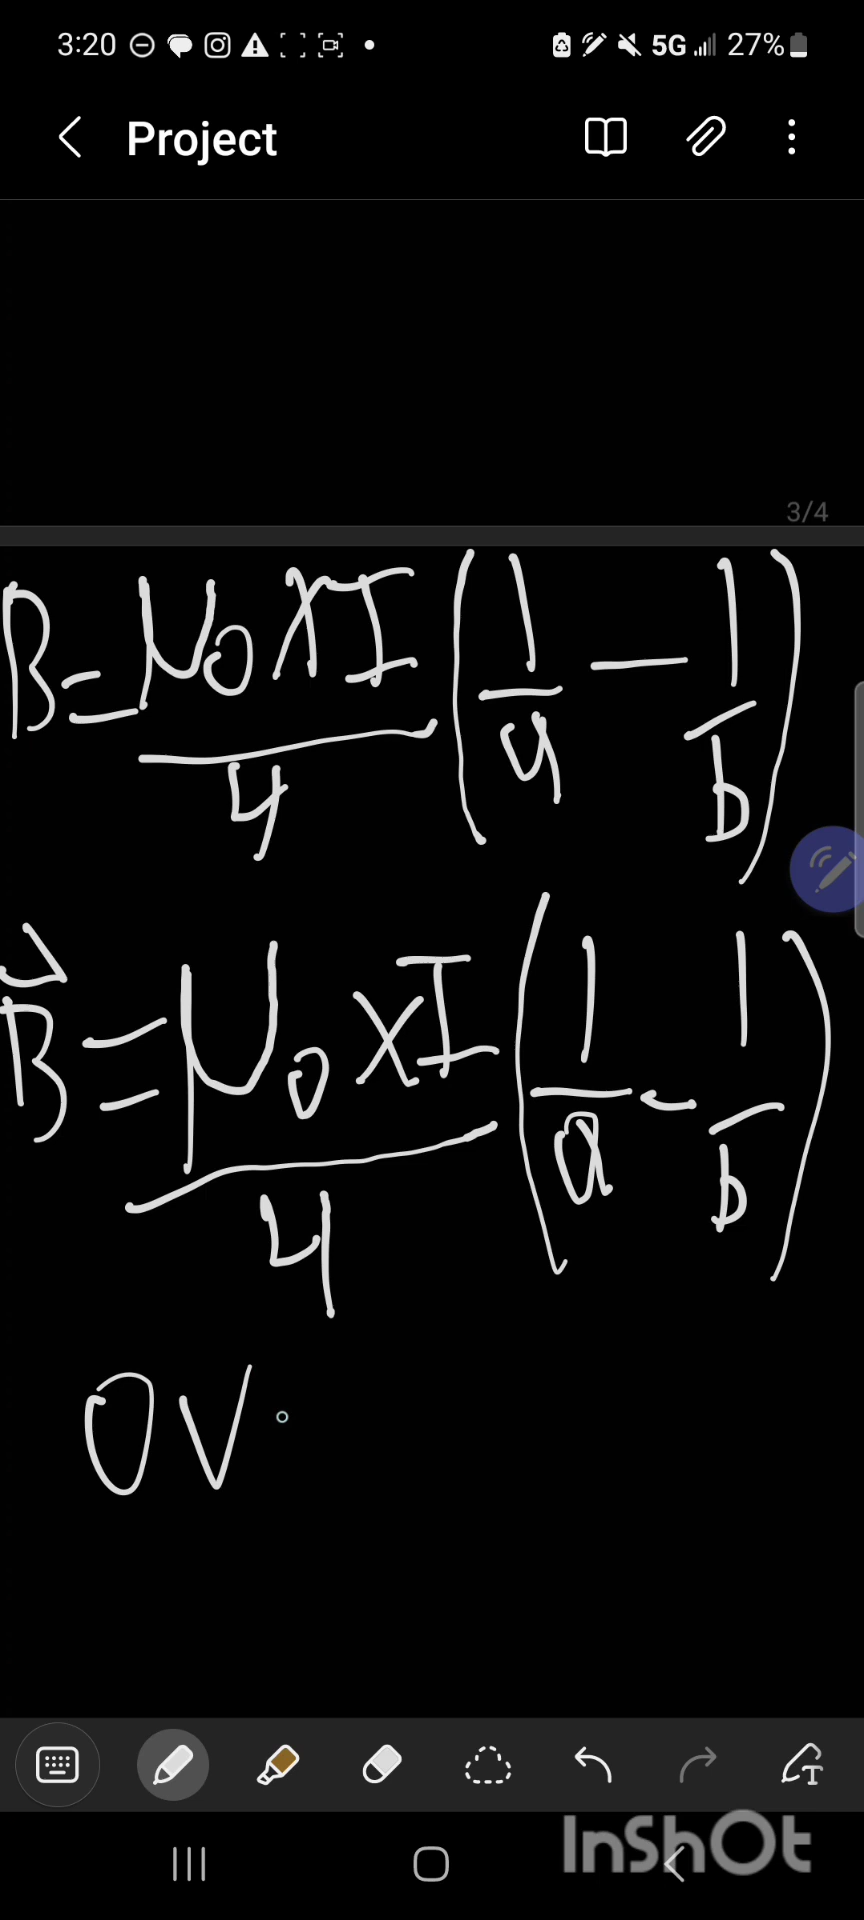 3:20 5G 27%
Project
3/4
B=μ₀xI/4(1/a-1/b)
B⃗=μ₀xI/4(1/a-1/b)
OV
InShOt